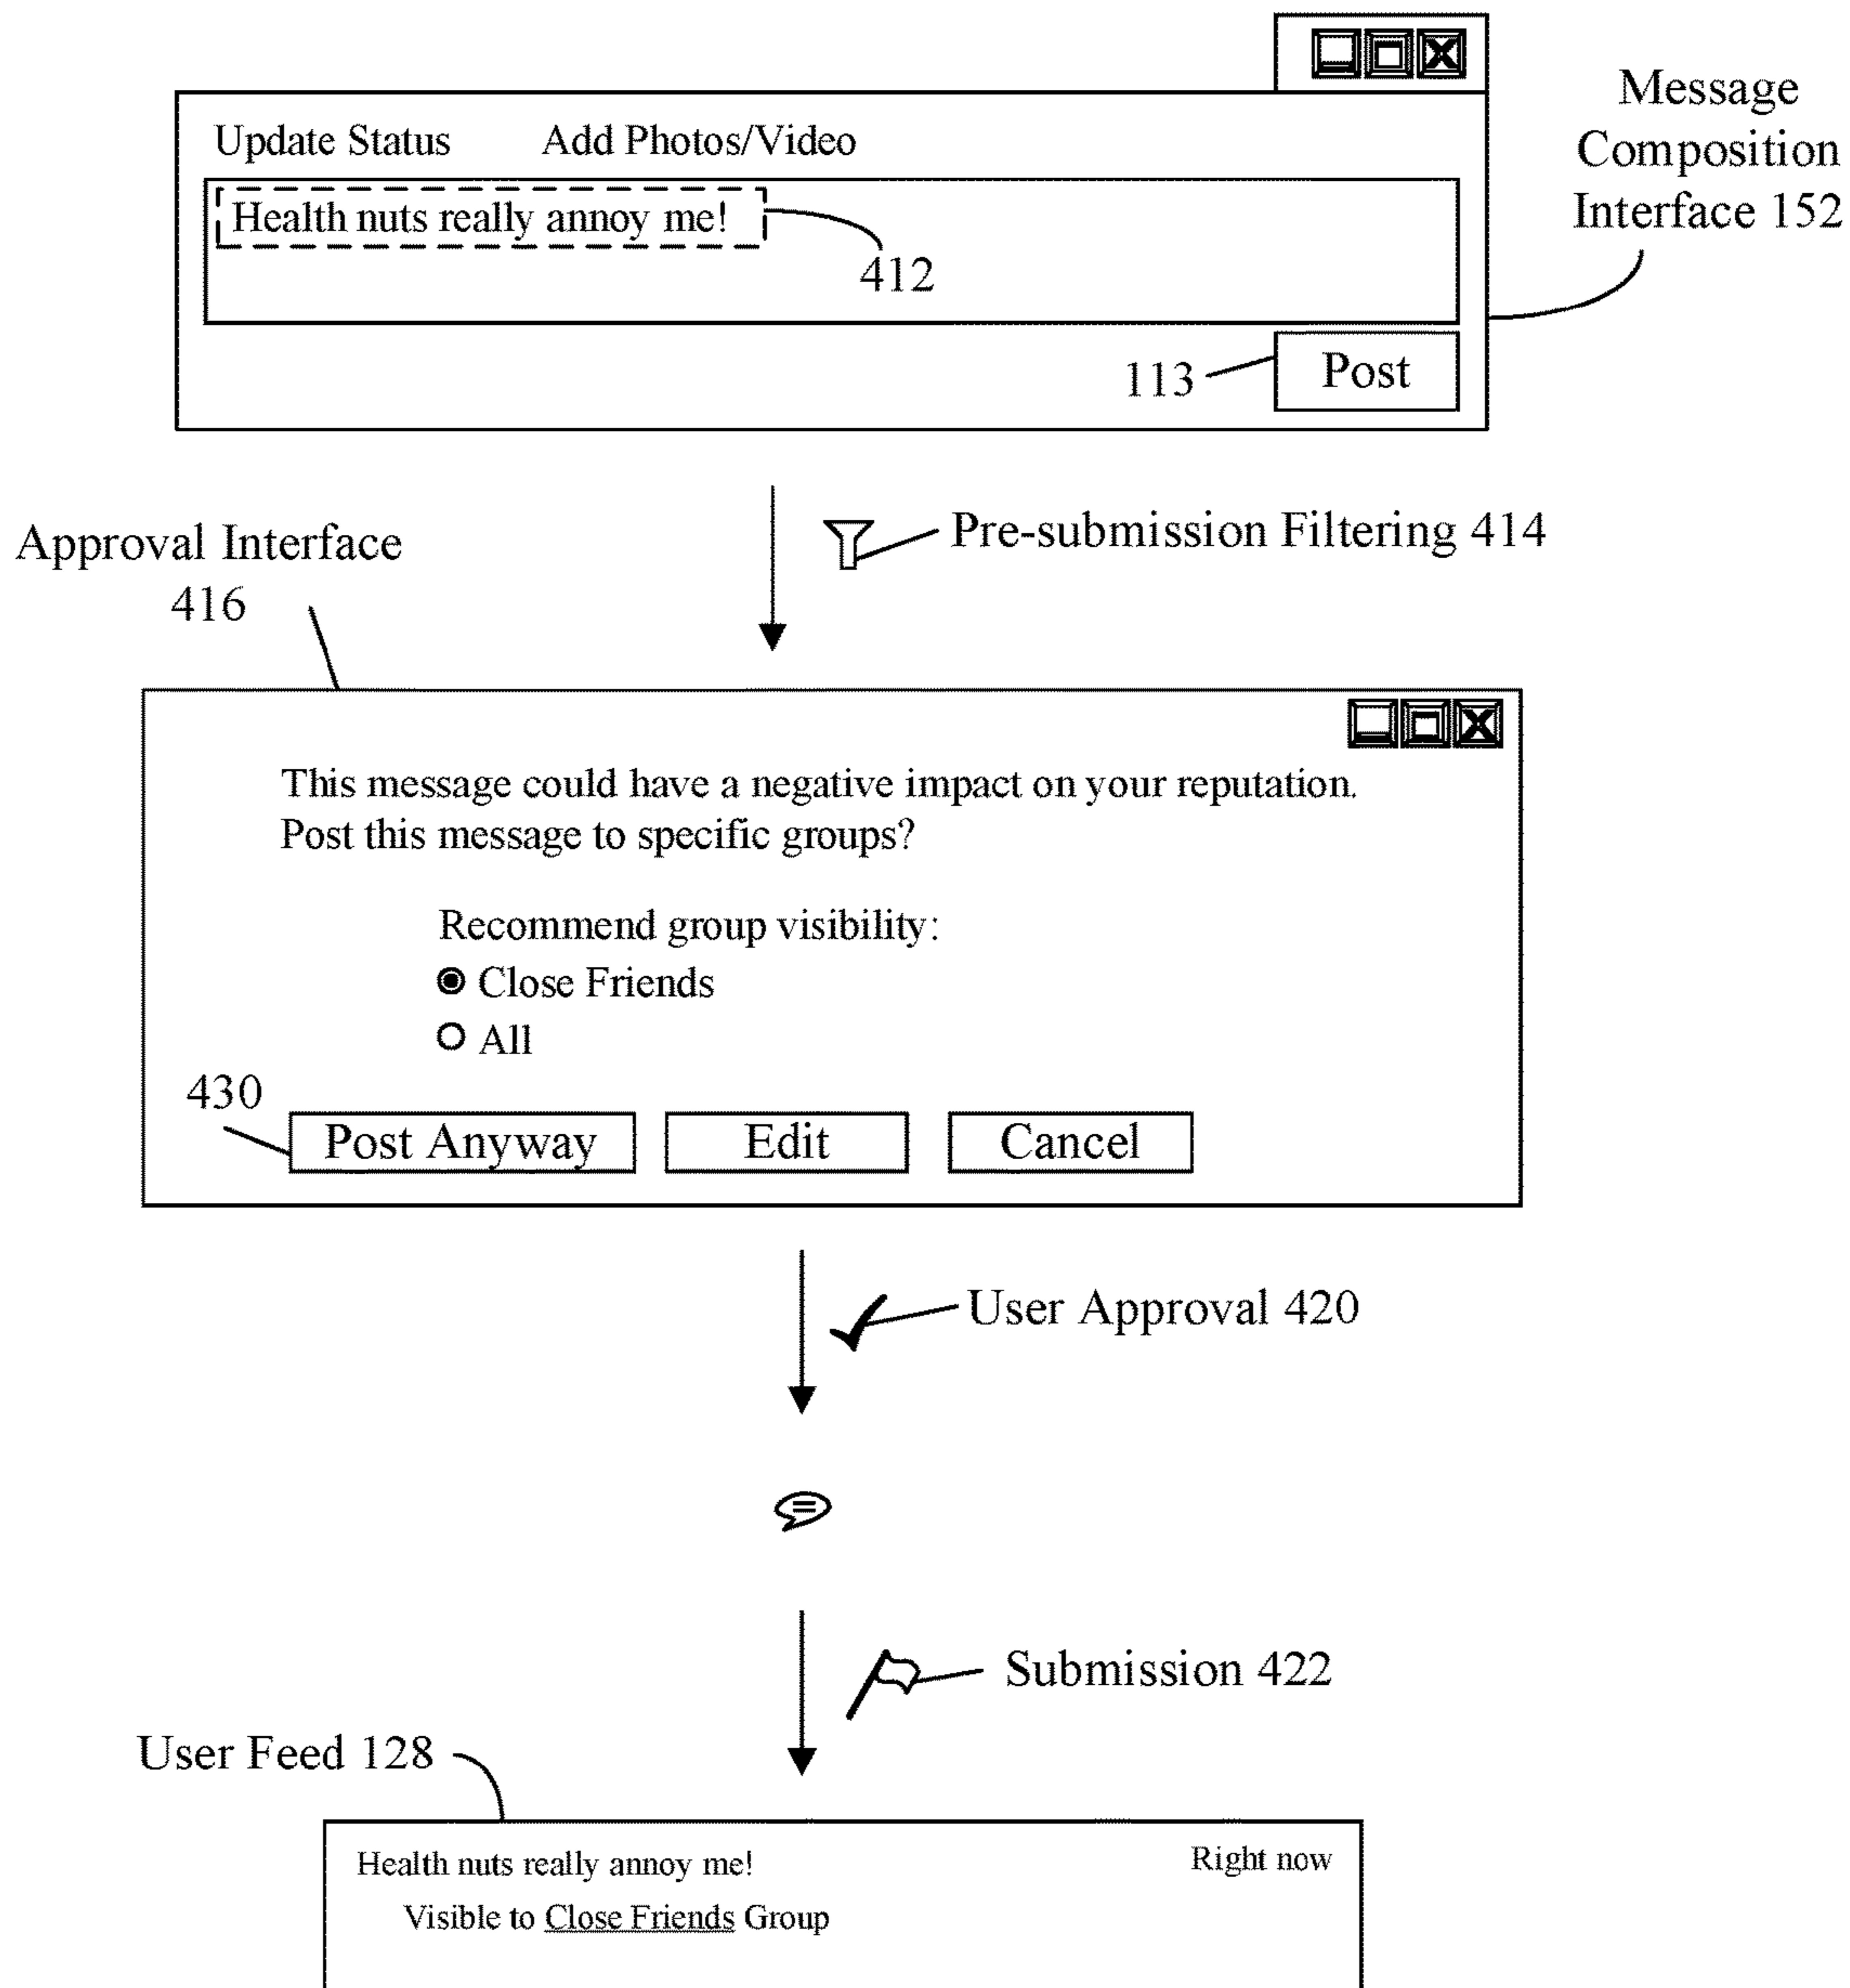 Message
Composition
Interface 152
Update Status Add Photos/Video
Health nuts really annoy me!
412
113
Post
Pre-submission Filtering 414
Approval Interface
416
This message could have a negative impact on your reputation.
Post this message to specific groups?
Recommend group visibility:
Close Friends
All
430
Post Anyway Edit Cancel
User Approval 420
Submission 422
User Feed 128
Health nuts really annoy me! Right now
Visible to Close Friends Group